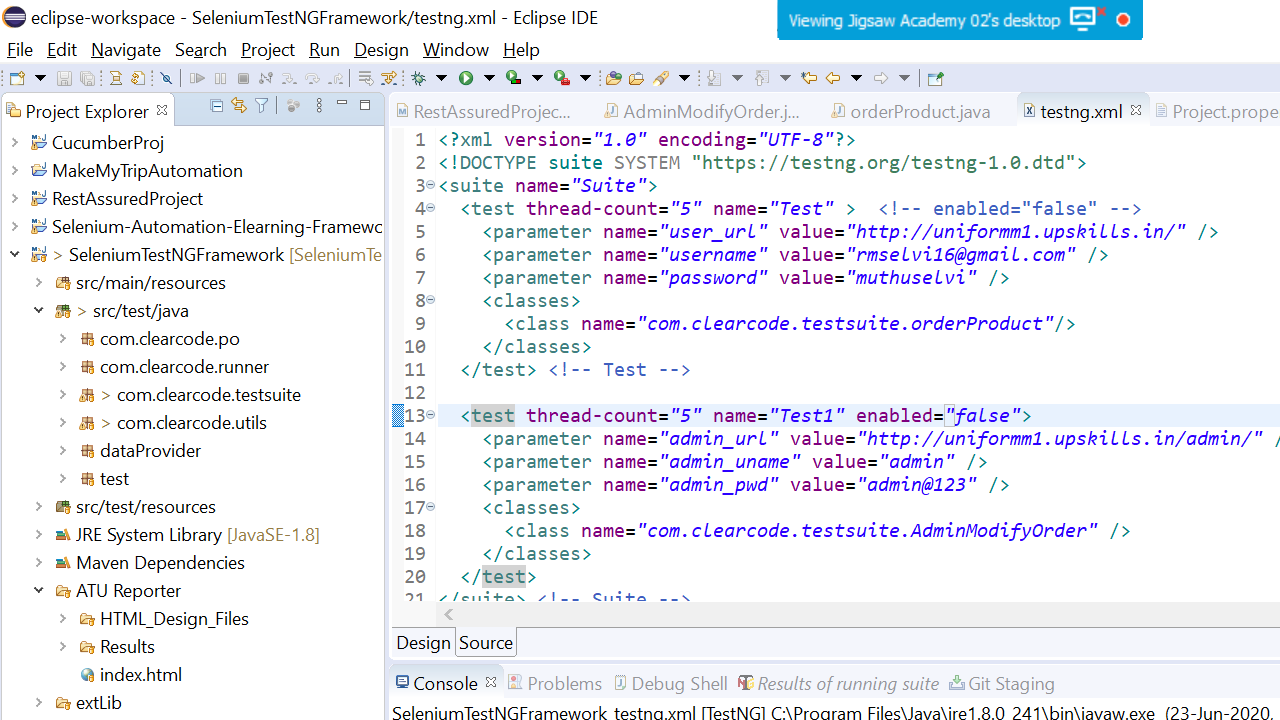 eclipse-workspace - SeleniumTestNGFramework/testng.xml - Eclipse IDE
Viewing Jigsaw Academy 02's desktop
File Edit Navigate Search Project Run Design Window Help
Project Explorer
CucumberProj
MakeMyTripAutomation
RestAssuredProject
Selenium-Automation-Elearning-Framewc
> SeleniumTestNGFramework [SeleniumTe
src/main/resources
> src/test/java
com.clearcode.po
com.clearcode.runner
> com.clearcode.testsuite
> com.clearcode.utils
dataProvider
test
src/test/resources
JRE System Library [JavaSE-1.8]
Maven Dependencies
ATU Reporter
HTML_Design_Files
Results
index.html
extLib
RestAssuredProjec... AdminModifyOrder.j... orderProduct.java testng.xml Project.prope
1 <?xml version="1.0" encoding="UTF-8"?>
2 <!DOCTYPE suite SYSTEM "https://testng.org/testng-1.0.dtd">
3 <suite name="Suite">
4 <test thread-count="5" name="Test" > <!-- enabled="false" -->
5 <parameter name="user_url" value="http://uniformm1.upskills.in/" />
6 <parameter name="username" value="rmselvi16@gmail.com" />
7 <parameter name="password" value="muthuselvi" />
8 <classes>
9 <class name="com.clearcode.testsuite.orderProduct"/>
10 </classes>
11 </test> <!-- Test -->
12
13 <test thread-count="5" name="Test1" enabled="false">
14 <parameter name="admin_url" value="http://uniformm1.upskills.in/admin/" /
15 <parameter name="admin_uname" value="admin" />
16 <parameter name="admin_pwd" value="admin@123" />
17 <classes>
18 <class name="com.clearcode.testsuite.AdminModifyOrder" />
19 </classes>
20 </test>
21 </suite> <!-- Suite -->
Design Source
Console Problems Debug Shell Results of running suite Git Staging
SeleniumTestNGFramework_testng.xml [TestNG] C:\Program Files\Java\jre1.8.0_241\bin\javaw.exe (23-Jun-2020,